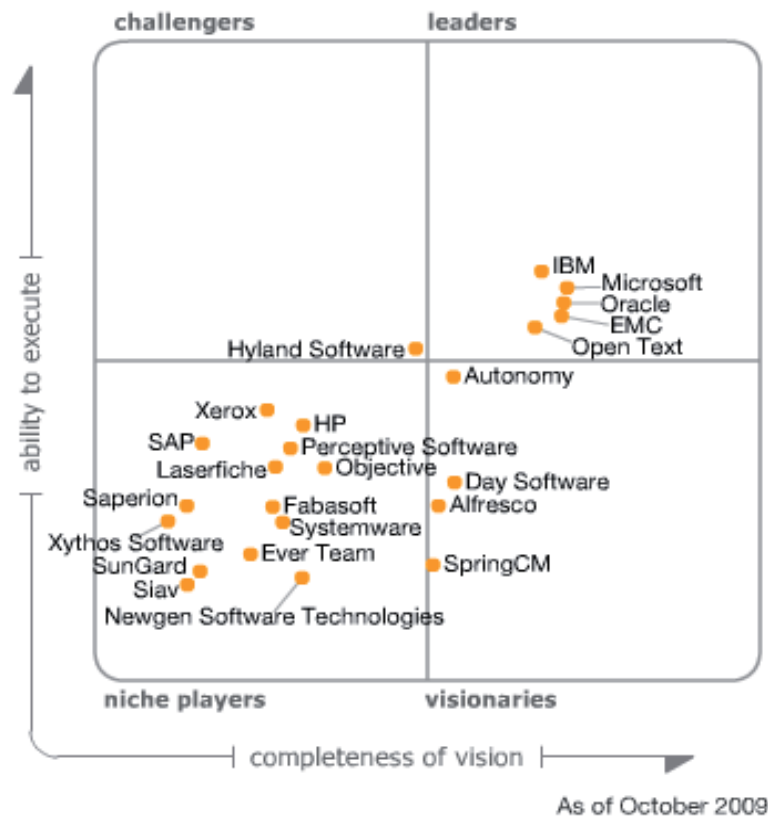 challengers
leaders
ability to execute
IBM
Microsoft
Oracle
EMC
Open Text
Hyland Software
Autonomy
Xerox
HP
SAP
Perceptive Software
Laserfiche
Objective
Day Software
Saperion
Fabasoft
Alfresco
Systemware
Xythos Software
Ever Team
SunGard
SpringCM
Siav
Newgen Software Technologies
niche players
visionaries
completeness of vision
As of October 2009